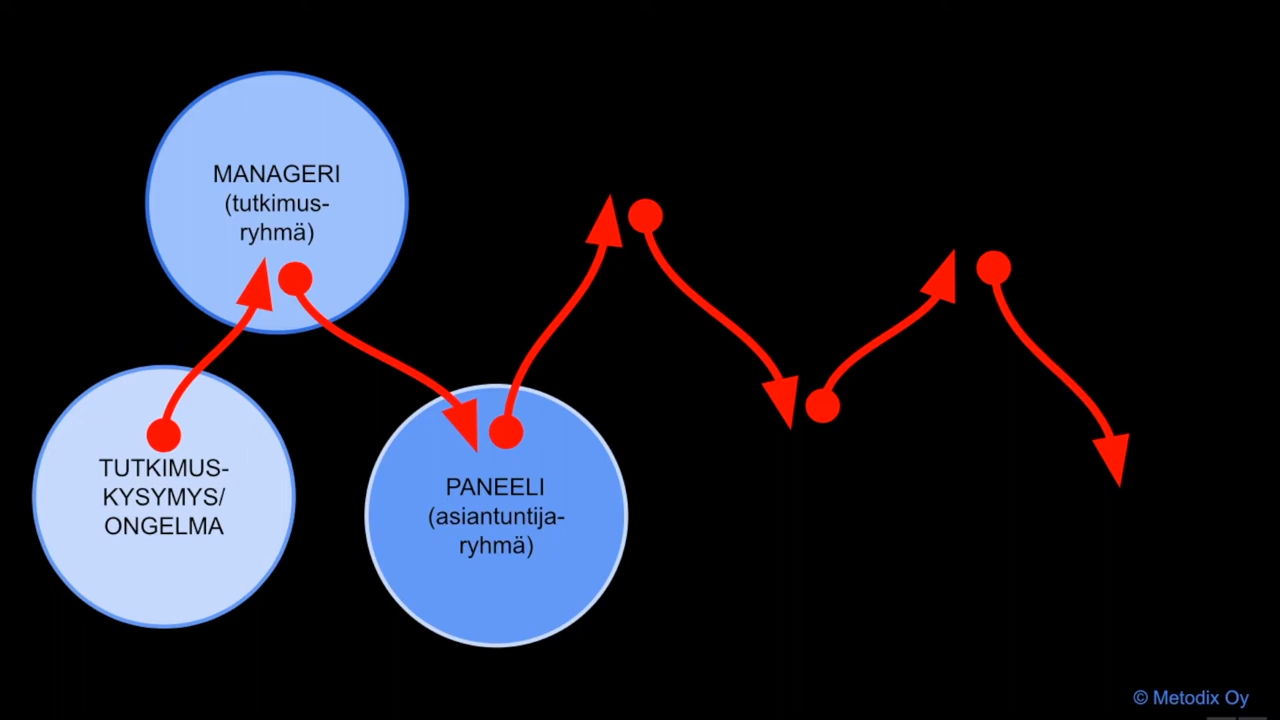 MANAGERI
(tutkimus-
ryhmä)
TUTKIMUS-
KYSYMYS/
ONGELMA
PANEELI
(asiantuntija-
ryhmä)
© Metodix Oy